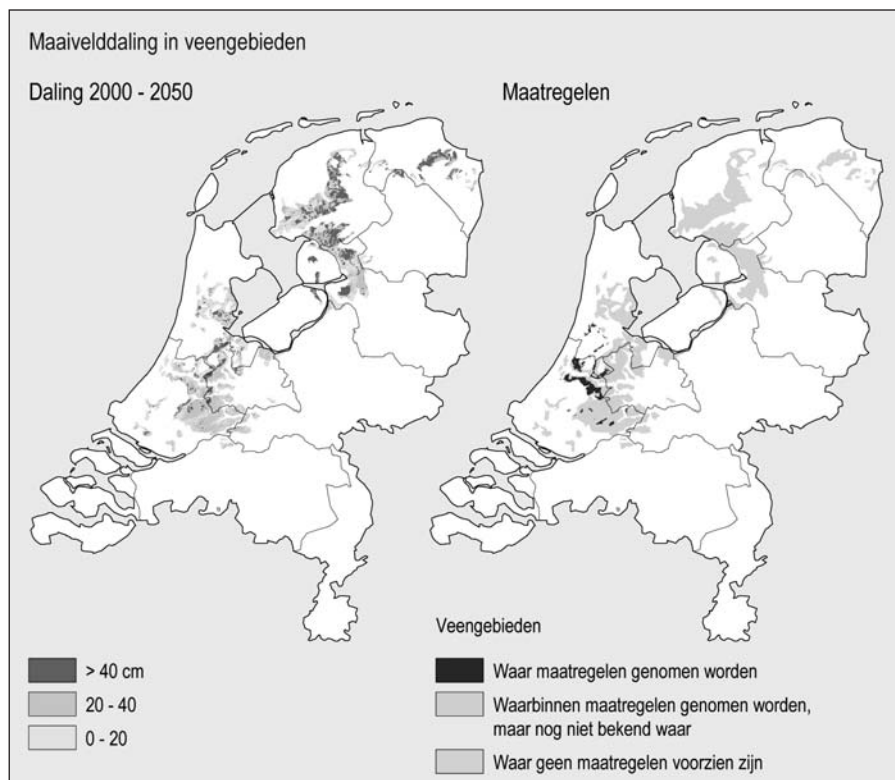 Maaivelddaling in veengebieden
Daling 2000 - 2050
Maatregelen
> 40 cm
20 - 40
0 - 20
Veengebieden
Waar maatregelen genomen worden
Waarbinnen maatregelen genomen worden,
maar nog niet bekend waar
Waar geen maatregelen voorzien zijn